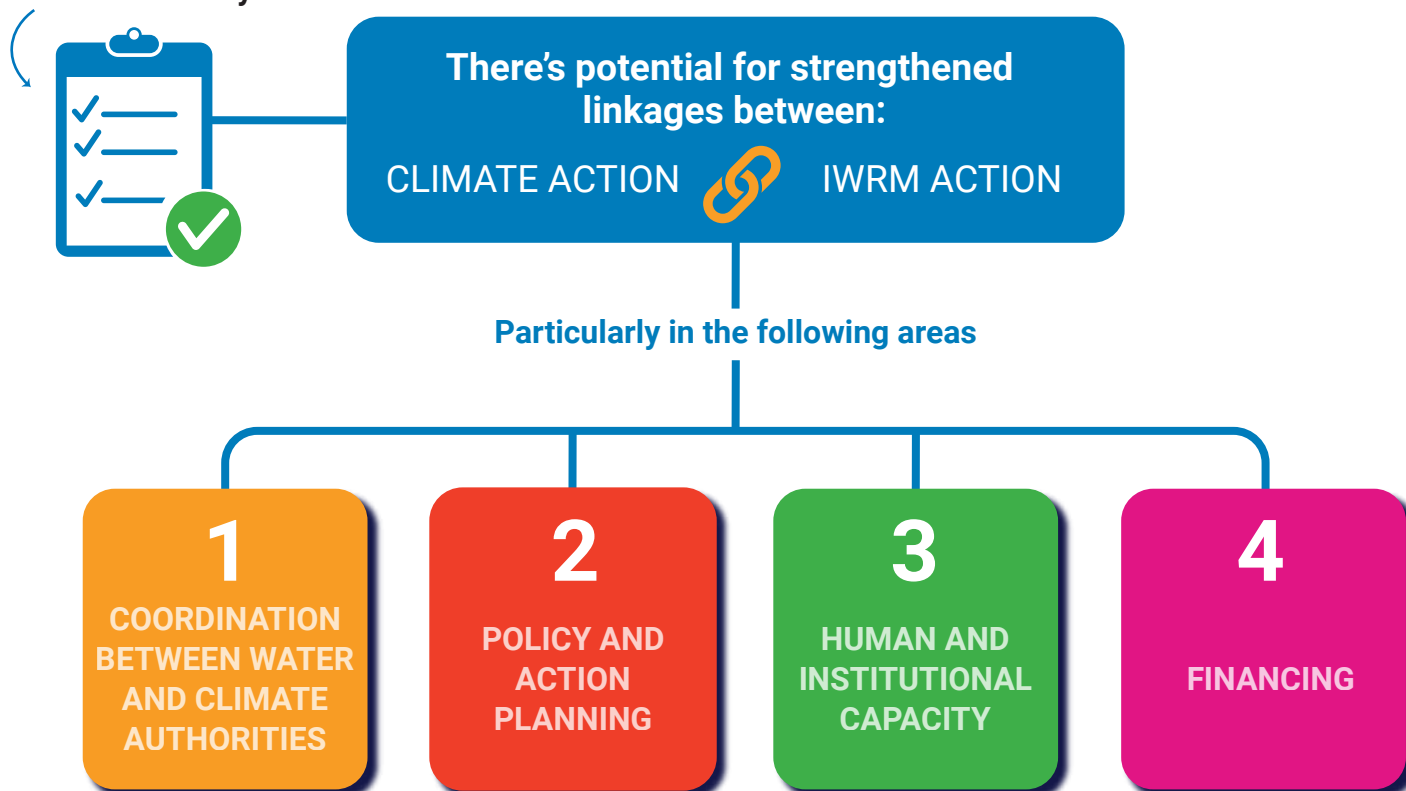 There’s potential for strengthened
linkages between:
CLIMATE ACTION
IWRM ACTION
Particularly in the following areas
1
COORDINATION
BETWEEN WATER
AND CLIMATE
AUTHORITIES
2
POLICY AND
ACTION
PLANNING
3
HUMAN AND
INSTITUTIONAL
CAPACITY
4
FINANCING